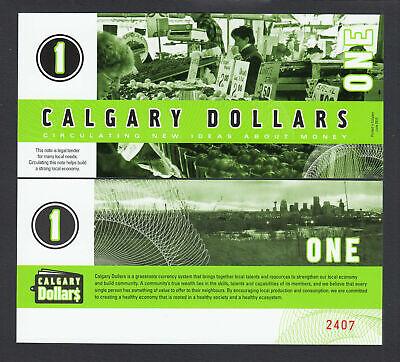 1
ONE
CALGARY DOLLARS
CIRCULATING NEW IDEAS ABOUT MONEY
This note is legal tender
for many local needs.
Circulating this note helps build
a strong local economy.
1
ONE
CALGARY
Dollar$
Calgary Dollars is a grassroots currency system that brings together local talents and resources to strengthen our local economy
and build community. A community's true wealth lies in the skills, talents and capabilities of its members, and we believe that every
single person has something of value to offer to their neighbours. By encouraging local production and consumption, we are committed
to creating a healthy economy that is rooted in a healthy society and a healthy ecosystem.
2407